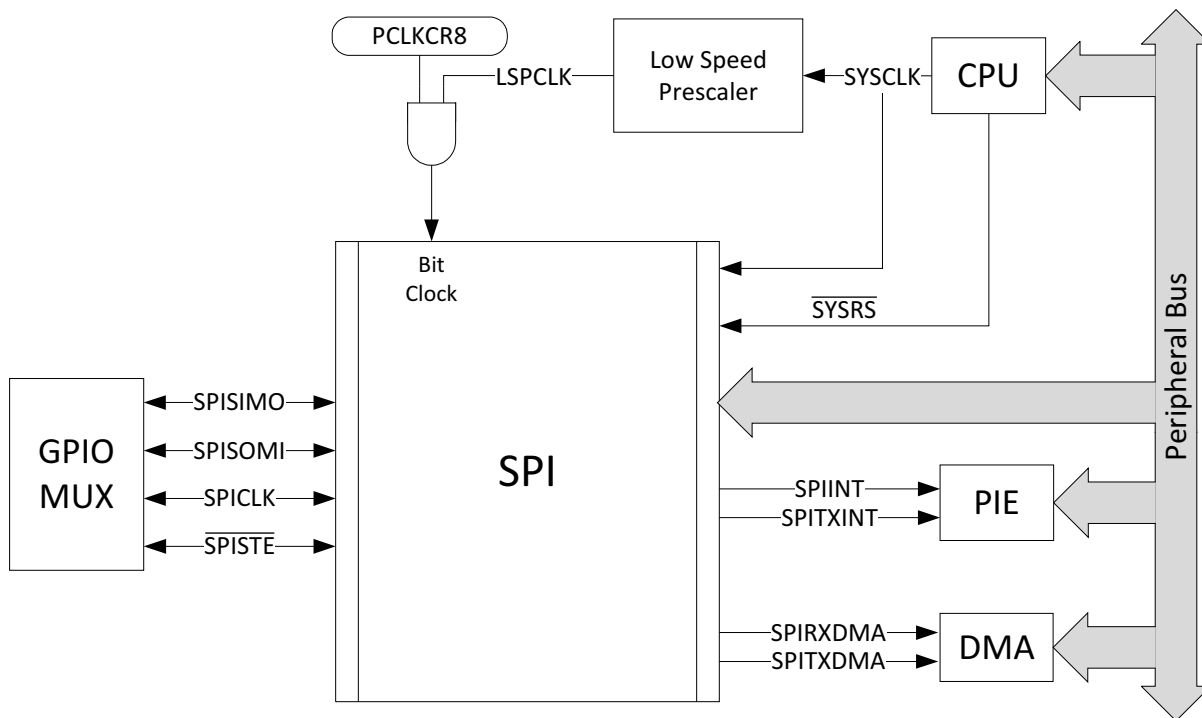 PCLKCR8
LSPCLK
Low Speed
Prescaler
SYSCLK
CPU
Bit
Clock
SYSRS
Peripheral Bus
GPIO
MUX
SPISIMO
SPISOMI
SPICLK
SPISTE
SPI
SPIINT
SPITXINT
PIE
SPIRXDMA
SPITXDMA
DMA